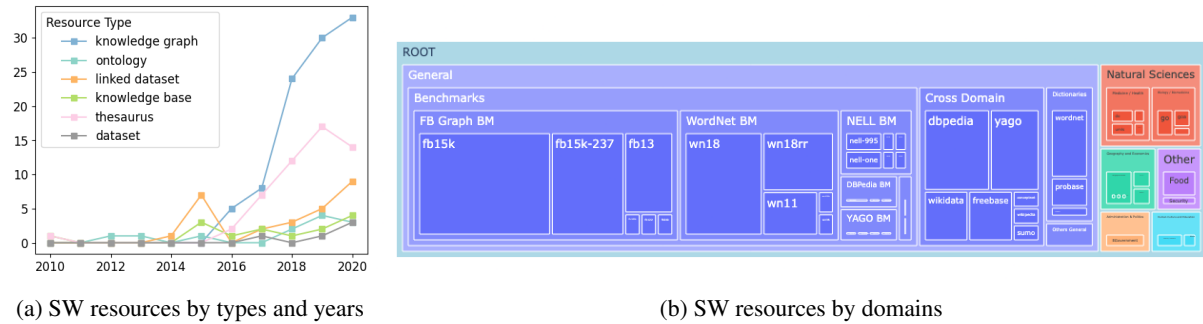 Resource Type
knowledge graph
ontology
linked dataset
knowledge base
thesaurus
dataset
30
25
20
15
10
5
0
2010
2012
2014
2016
2018
2020
(a) SW resources by types and years
ROOT
General
Benchmarks
FB Graph BM
fb15k
fb15k-237
fb13
WordNet BM
wn18
wn18rr
wn11
NELL BM
nell-995
nell-one
DBPedia BM
YAGO BM
Cross Domain
dbpedia
yago
wikidata
freebase
wikipedia
sumo
Dictionaries
wordnet
probase
Others General
Natural Sciences
go
Other
Food
Security
(b) SW resources by domains